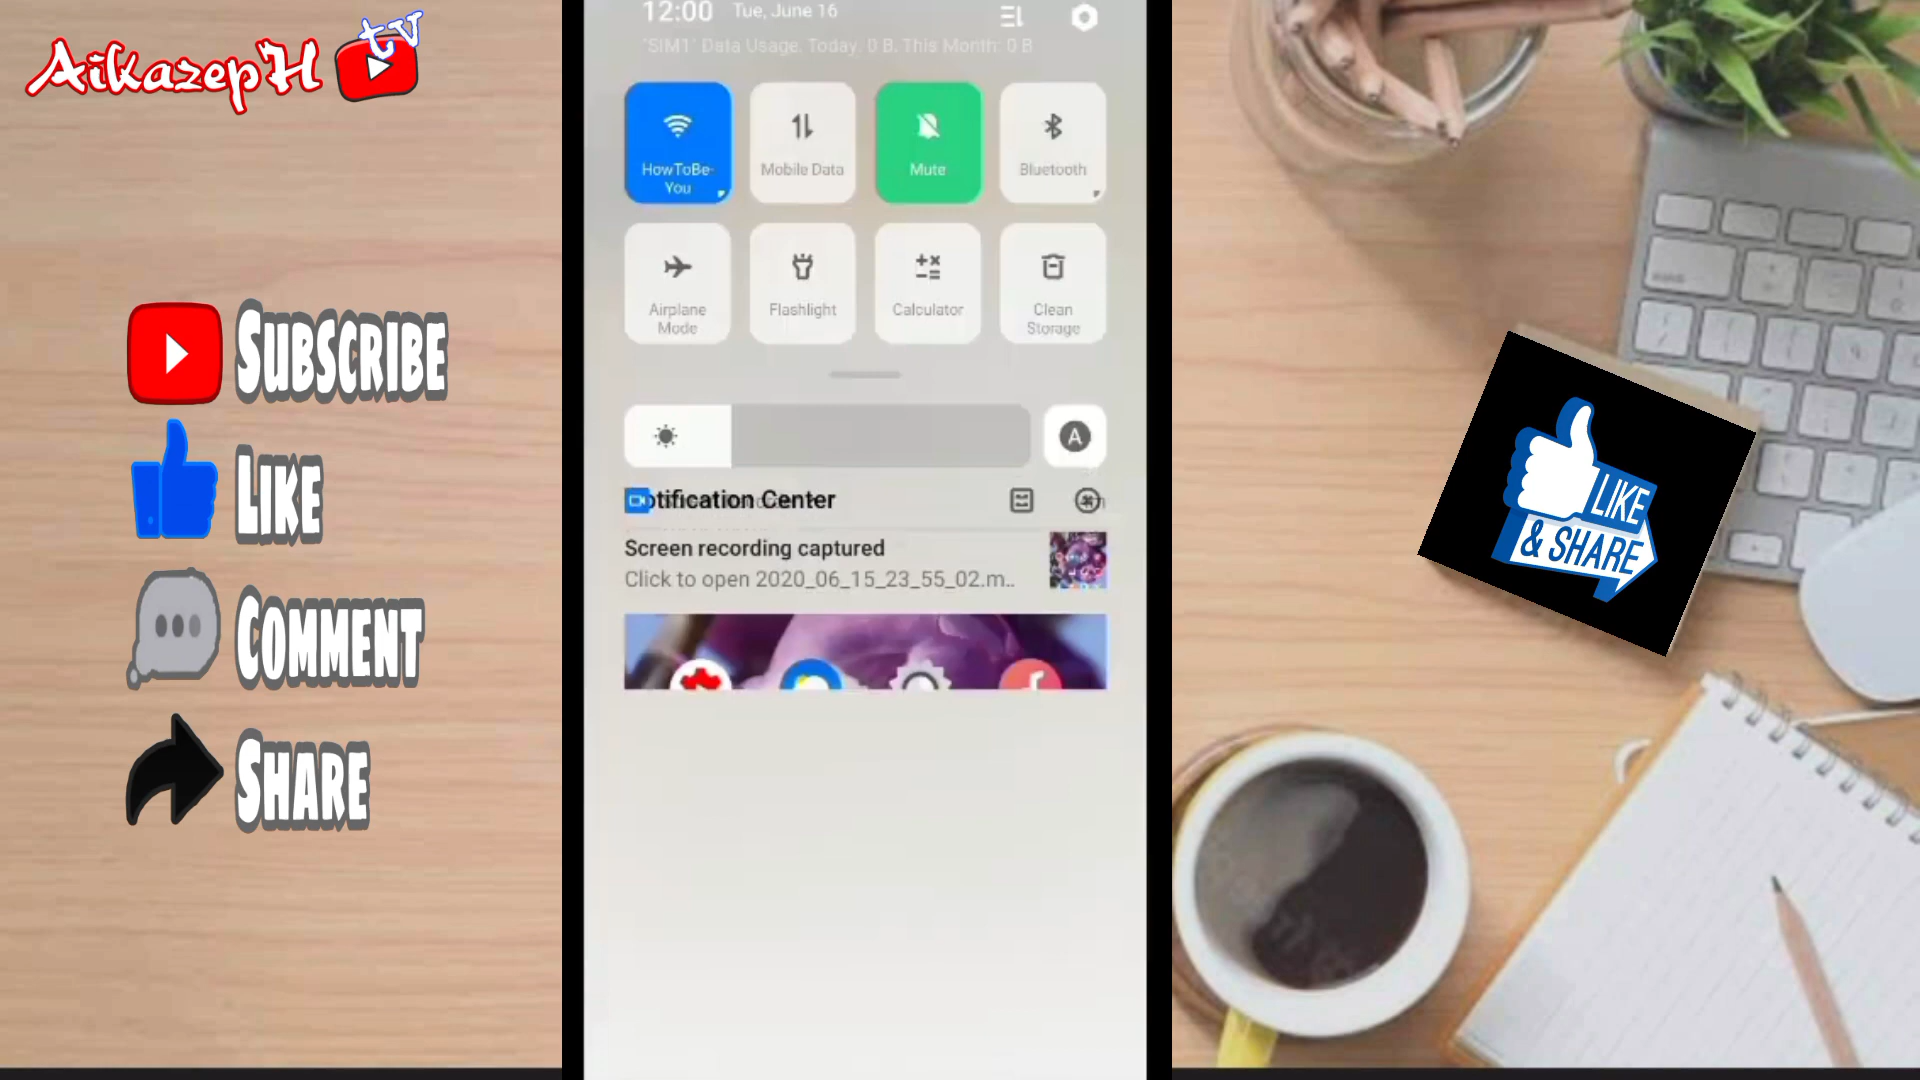 AikazepH tv
SUBSCRIBE
LIKE
COMMENT
SHARE
12:00 Tue, June 16
"SIM1" Data Usage. Today: 0 B, This Month: 0 B
HowToBe-
You
Mobile Data
Mute
Bluetooth
Airplane
Mode
Flashlight
Calculator
Clean
Storage
A
otification Center
Screen recording captured
Click to open 2020_06_15_23_55_02.m..
LIKE
& SHARE